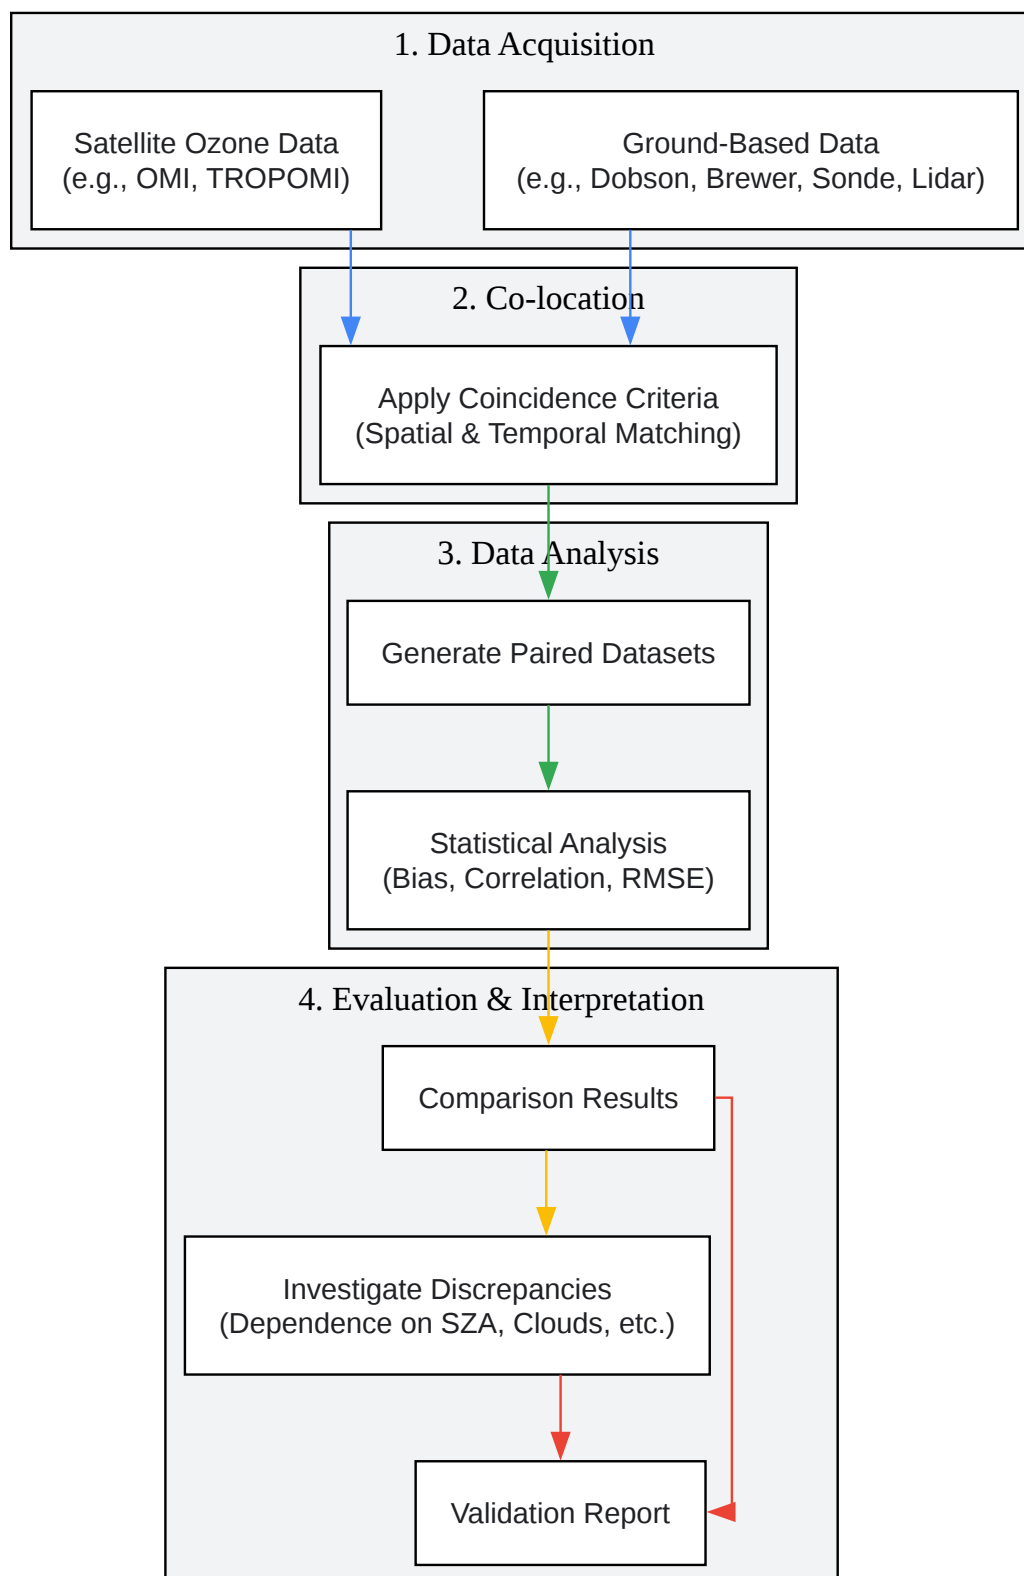 1. Data Acquisition
Satellite Ozone Data
(e.g., OMI, TROPOMI)
Ground-Based Data
(e.g., Dobson, Brewer, Sonde, Lidar)
2. Co-location
Apply Coincidence Criteria
(Spatial & Temporal Matching)
3. Data Analysis
Generate Paired Datasets
Statistical Analysis
(Bias, Correlation, RMSE)
4. Evaluation & Interpretation
Comparison Results
Investigate Discrepancies
(Dependence on SZA, Clouds, etc.)
Validation Report